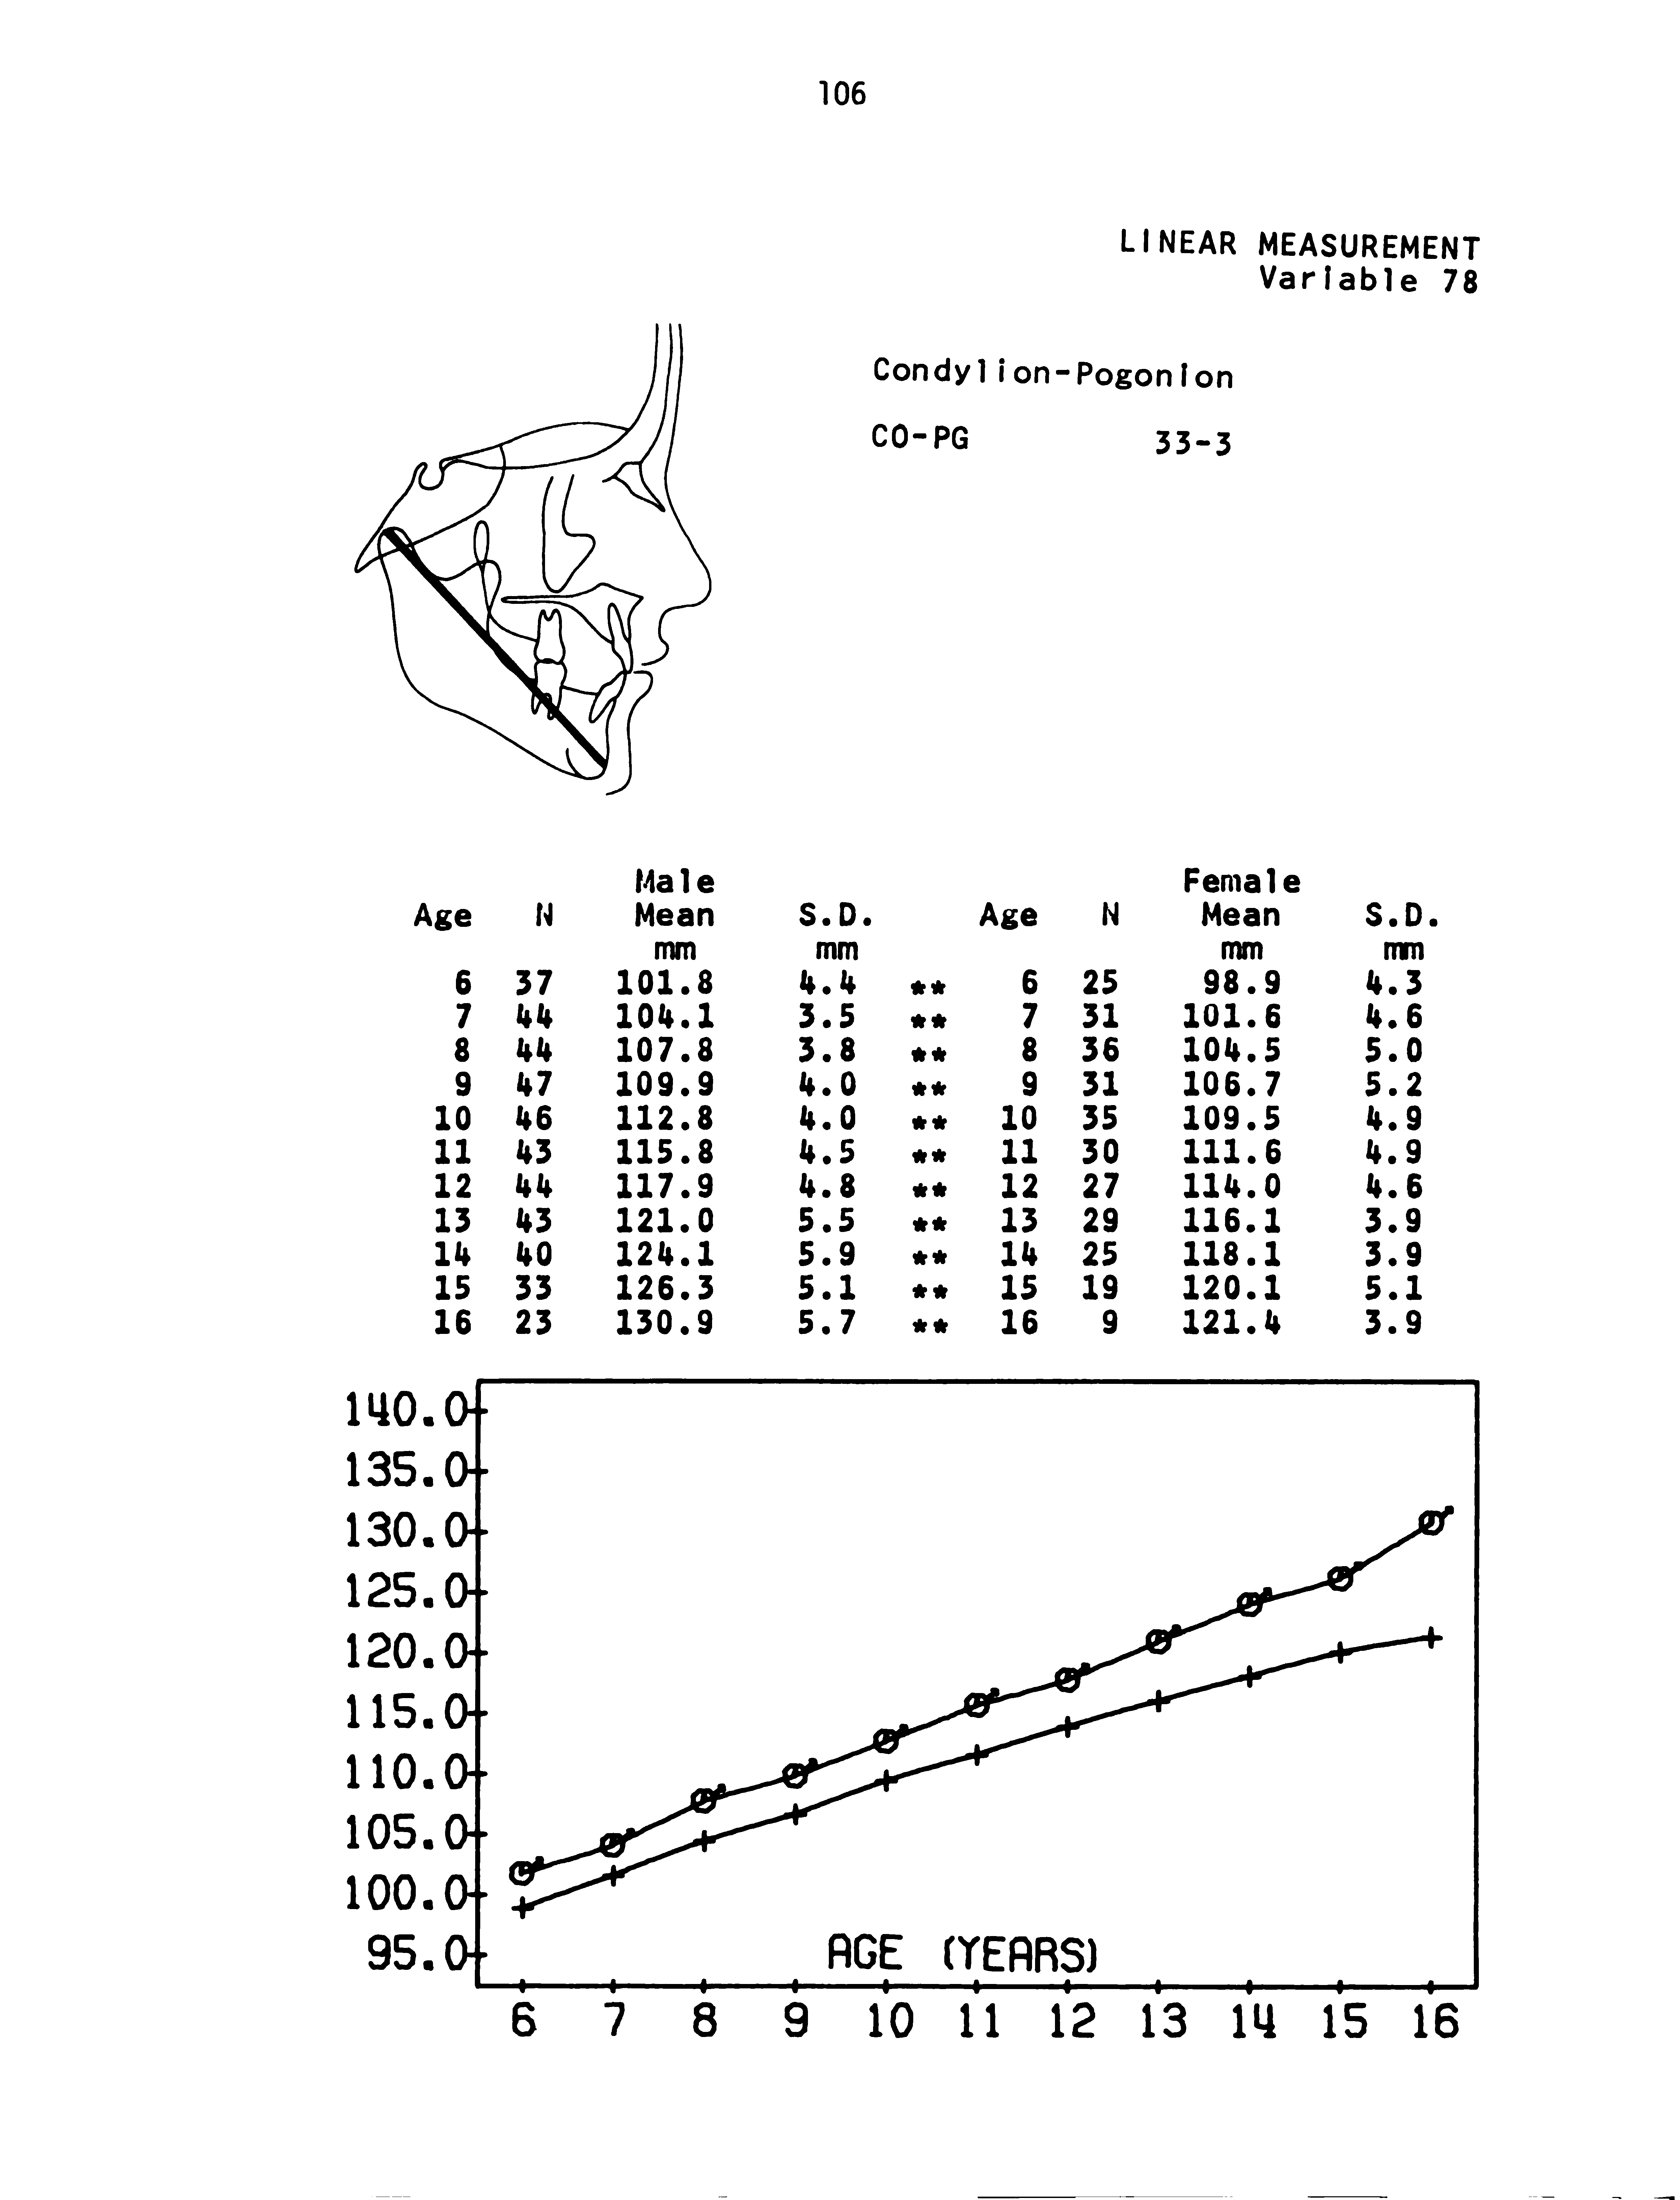 106
LINEAR MEASUREMENT
Variable 78
Condylion-Pogonion
CO-PG 33-3
Male Female
Age N Mean S.D. Age N Mean S.D.
mm mm mm mm
6 37 101.8 4.4 ** 6 25 98.9 4.3
7 44 104.1 3.5 ** 7 31 101.6 4.6
8 44 107.8 3.8 ** 8 36 104.5 5.0
9 47 109.9 4.0 ** 9 31 106.7 5.2
10 46 112.8 4.0 ** 10 35 109.5 4.9
11 43 115.8 4.5 ** 11 30 111.6 4.9
12 44 117.9 4.8 ** 12 27 114.0 4.6
13 43 121.0 5.5 ** 13 29 116.1 3.9
14 40 124.1 5.9 ** 14 25 118.1 3.9
15 33 126.3 5.1 ** 15 19 120.1 5.1
16 23 130.9 5.7 ** 16 9 121.4 3.9
140.0
135.0
130.0
125.0
120.0
115.0
110.0
105.0
100.0
95.0
AGE (YEARS)
6 7 8 9 10 11 12 13 14 15 16